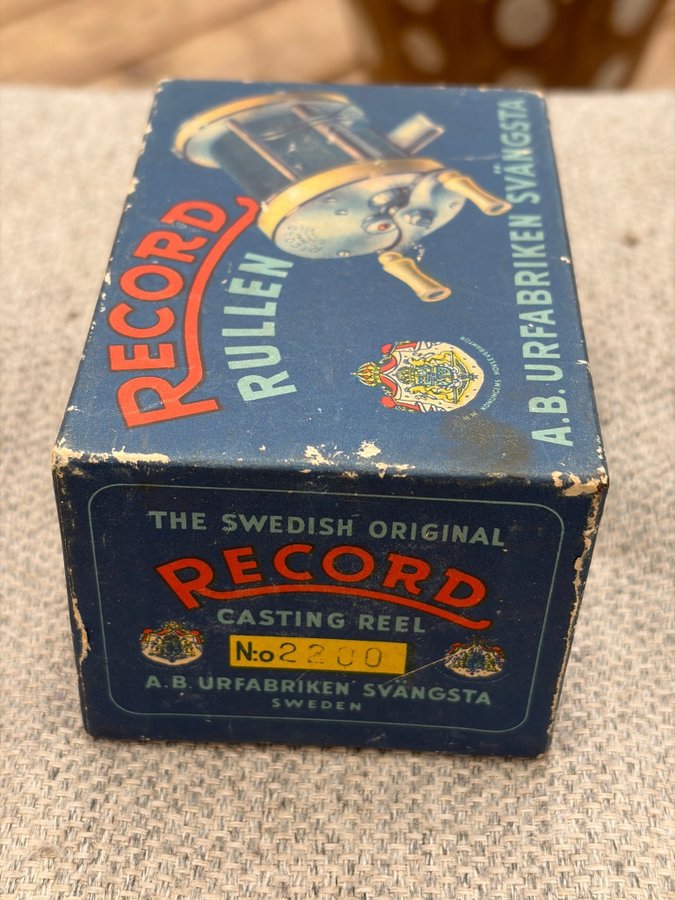 RECORD
RULLEN
A.B. URFABRIKEN SVÄNGSTA
THE SWEDISH ORIGINAL
RECORD
CASTING REEL
N:o 2200
A.B. URFABRIKEN SVÄNGSTA
SWEDEN